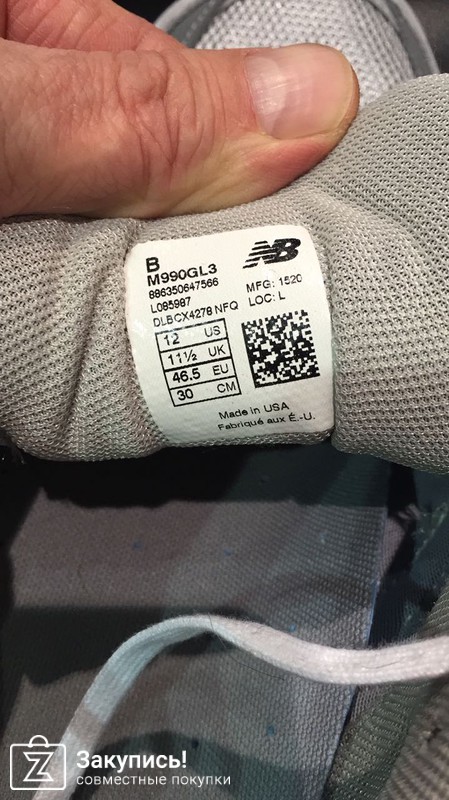 B
M990GL3
886350647566
L085987
DLBCX4278 NFQ
NB
MFG: 1520
LOC: L
12 US
11½ UK
46.5 EU
30 CM
Made in USA
Fabriqué aux É.-U.
Z
Закупись!
совместные покупки